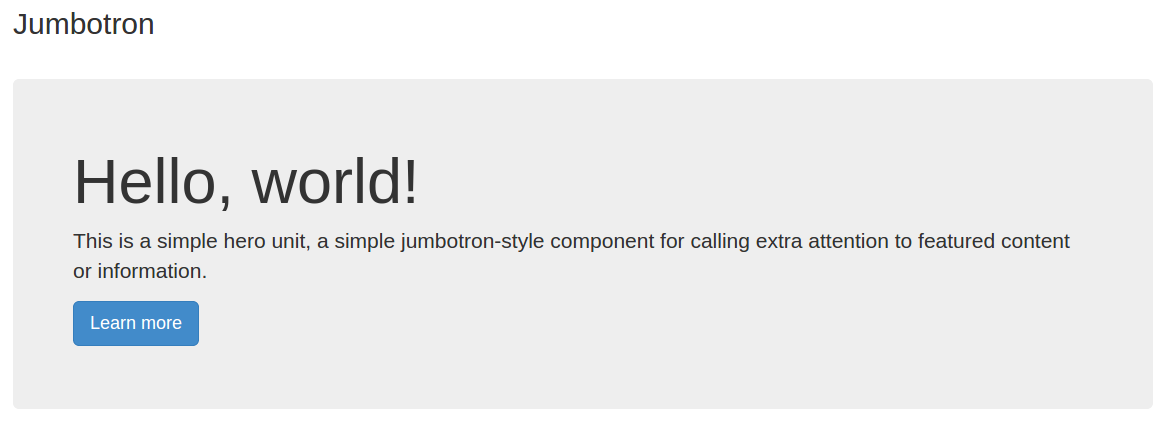 Jumbotron
Hello, world!
This is a simple hero unit, a simple jumbotron-style component for calling extra attention to featured content
or information.
Learn more